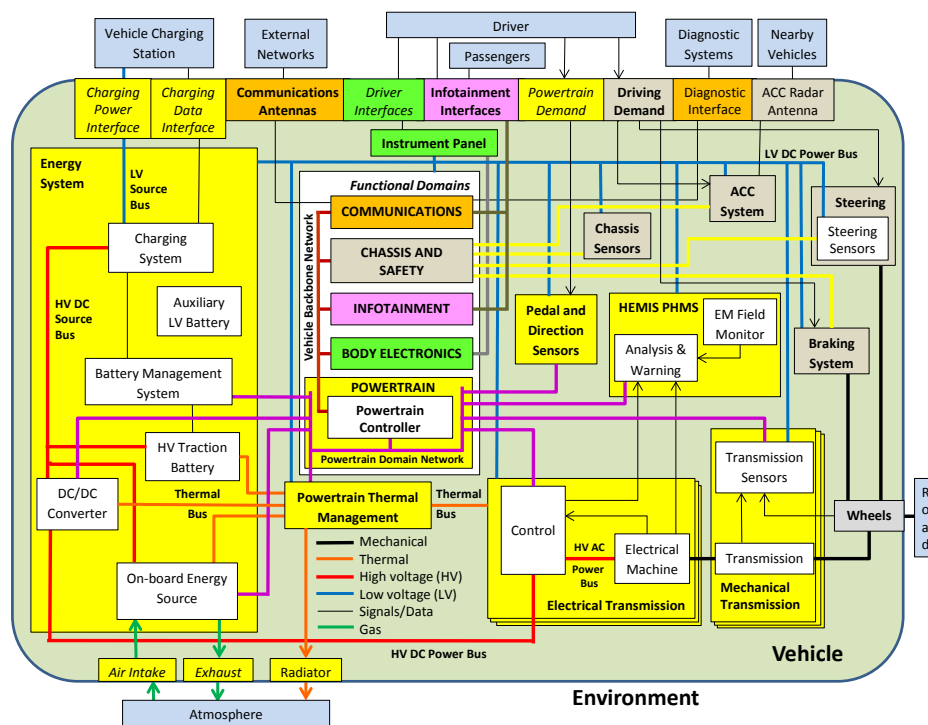 Vehicle Charging
Station
External
Networks
Driver
Passengers
Diagnostic
Systems
Nearby
Vehicles
Charging
Power
Interface
Charging
Data
Interface
Communications
Antennas
Driver
Interfaces
Infotainment
Interfaces
Powertrain
Demand
Driving
Demand
Diagnostic
Interface
ACC Radar
Antenna
Instrument Panel
LV DC Power Bus
Energy
System
LV
Source
Bus
Functional Domains
Vehicle Backbone Network
COMMUNICATIONS
CHASSIS AND
SAFETY
INFOTAINMENT
BODY ELECTRONICS
POWERTRAIN
Powertrain
Controller
Powertrain Domain Network
ACC
System
Chassis
Sensors
Steering
Steering
Sensors
Charging
System
HV DC
Source
Bus
Auxiliary
LV Battery
Battery Management
System
HV Traction
Battery
DC/DC
Converter
Thermal
Bus
On-board Energy
Source
Pedal and
Direction
Sensors
HEMIS PHMS
EM Field
Monitor
Analysis &
Warning
Braking
System
Powertrain Thermal
Management
Thermal
Bus
Mechanical
Thermal
High voltage (HV)
Low voltage (LV)
Signals/Data
Gas
Control
HV AC
Power
Bus
Electrical
Machine
Electrical Transmission
Transmission
Sensors
Transmission
Mechanical
Transmission
Wheels
R
o
a
d
HV DC Power Bus
Vehicle
Air Intake
Exhaust
Radiator
Environment
Atmosphere